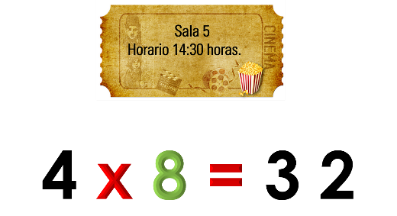 Sala 5
Horario 14:30 horas.
CINEMA
4 x 8 = 3 2